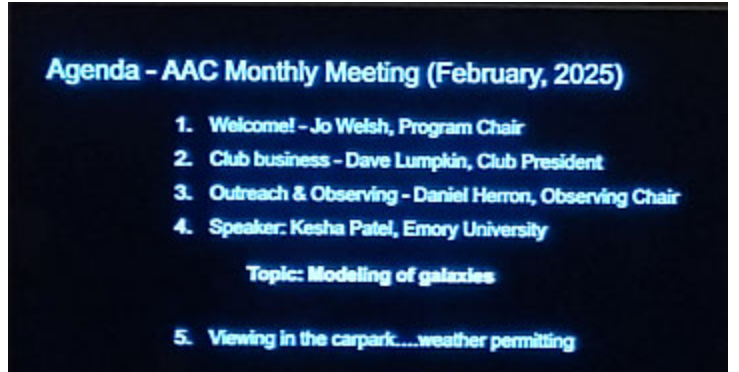 Agenda – AAC Monthly Meeting (February, 2025)
1. Welcome! – Jo Welsh, Program Chair
2. Club business – Dave Lumpkin, Club President
3. Outreach & Observing – Daniel Herron, Observing Chair
4. Speaker: Kesha Patel, Emory University
Topic: Modeling of galaxies
5. Viewing in the carpark....weather permitting